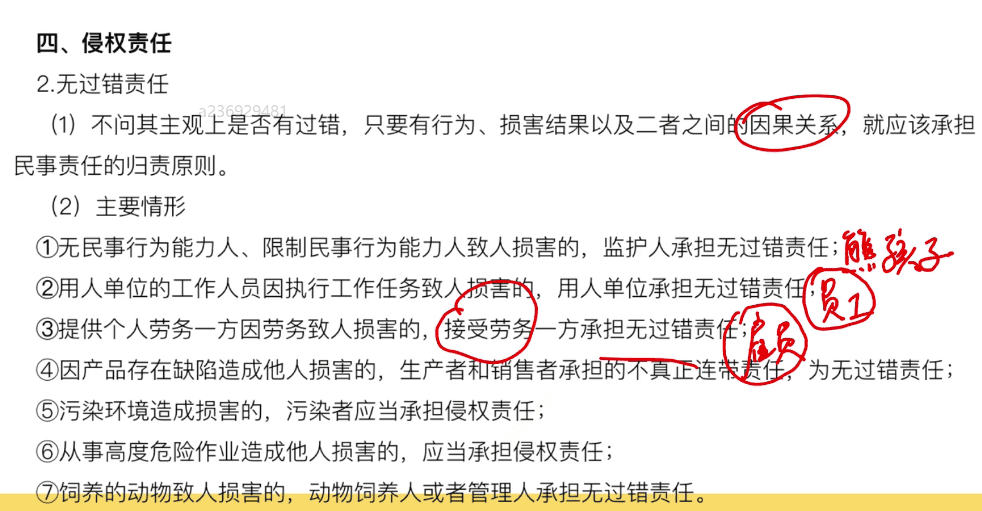 四、侵权责任
2.无过错责任
a236929481
（1）不问其主观上是否有过错，只要有行为、损害结果以及二者之间的因果关系，就应该承担
民事责任的归责原则。
（2）主要情形
①无民事行为能力人、限制民事行为能力人致人损害的，监护人承担无过错责任；熊孩子
②用人单位的工作人员因执行工作任务致人损害的，用人单位承担无过错责任；员工
③提供个人劳务一方因劳务致人损害的，接受劳务一方承担无过错责任；雇员
④因产品存在缺陷造成他人损害的，生产者和销售者承担的不真正连带责任，为无过错责任；
⑤污染环境造成损害的，污染者应当承担侵权责任；
⑥从事高度危险作业造成他人损害的，应当承担侵权责任；
⑦饲养的动物致人损害的，动物饲养人或者管理人承担无过错责任。